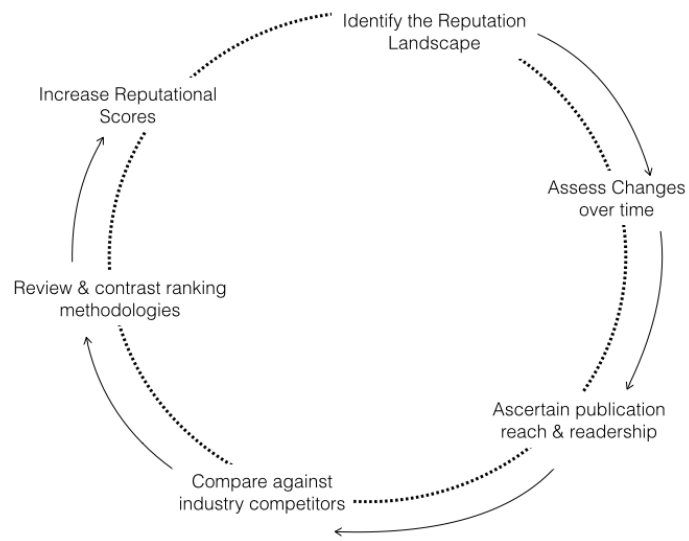 Identify the Reputation
Landscape
Assess Changes
over time
Ascertain publication
reach & readership
Compare against
industry competitors
Review & contrast ranking
methodologies
Increase Reputational
Scores